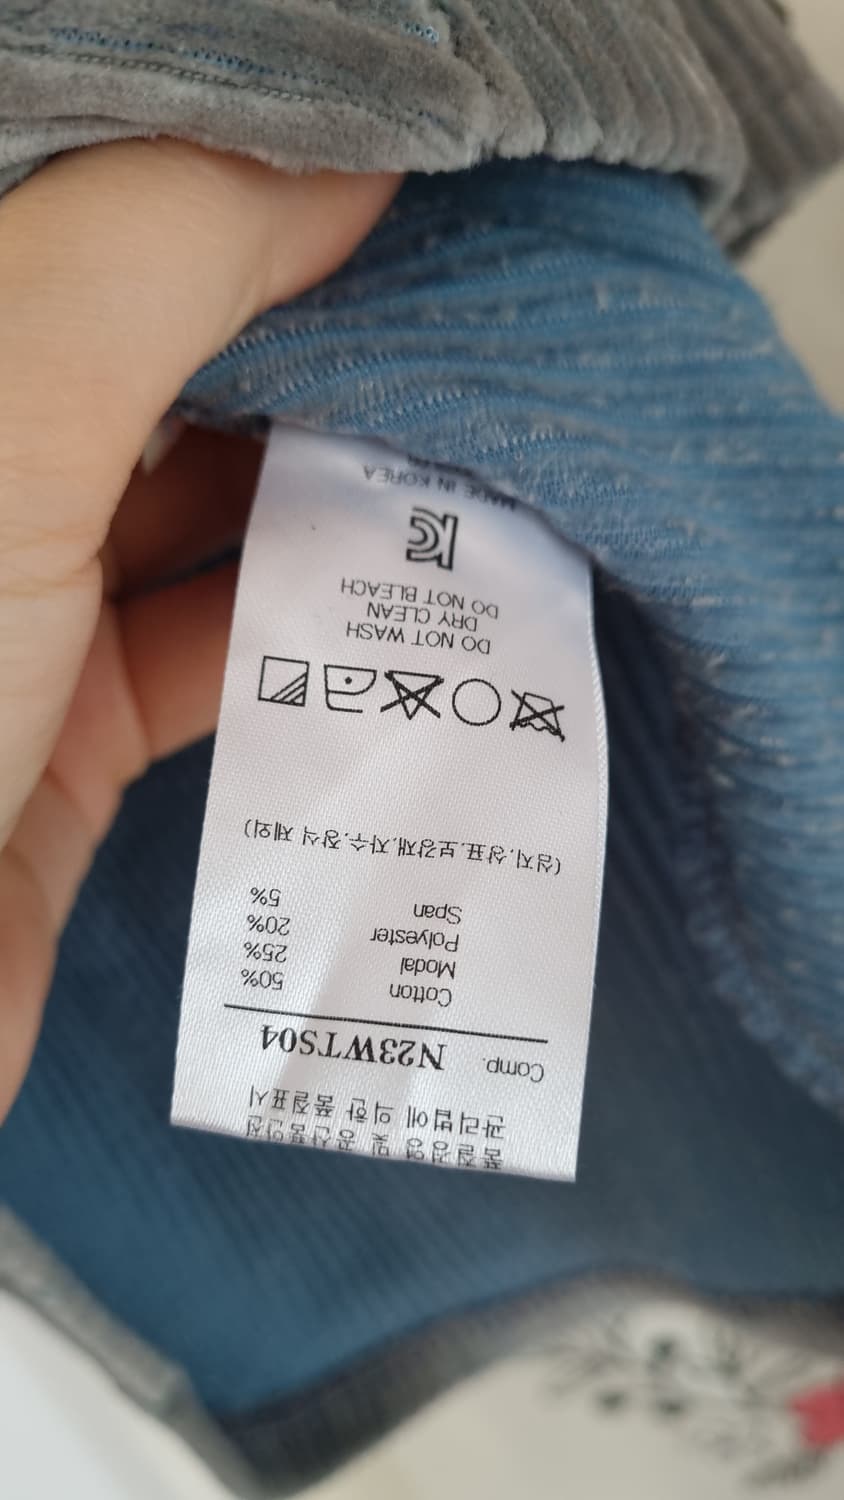 품질경영 및 공산품안전
관리법에 의한 품질표시
Comp. N23WTS04
Cotton 50%
Modal 25%
Polyester 20%
Span 5%
(심지,상표,보강재,자수,장식 제외)
DO NOT WASH
DRY CLEAN
DO NOT BLEACH
KC
MADE IN KOREA